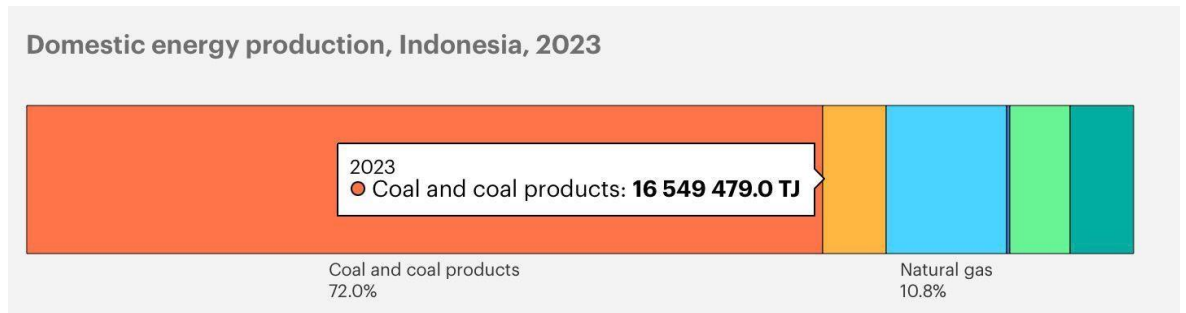 Domestic energy production, Indonesia, 2023
2023
Coal and coal products: 16 549 479.0 TJ
Coal and coal products
72.0%
Natural gas
10.8%